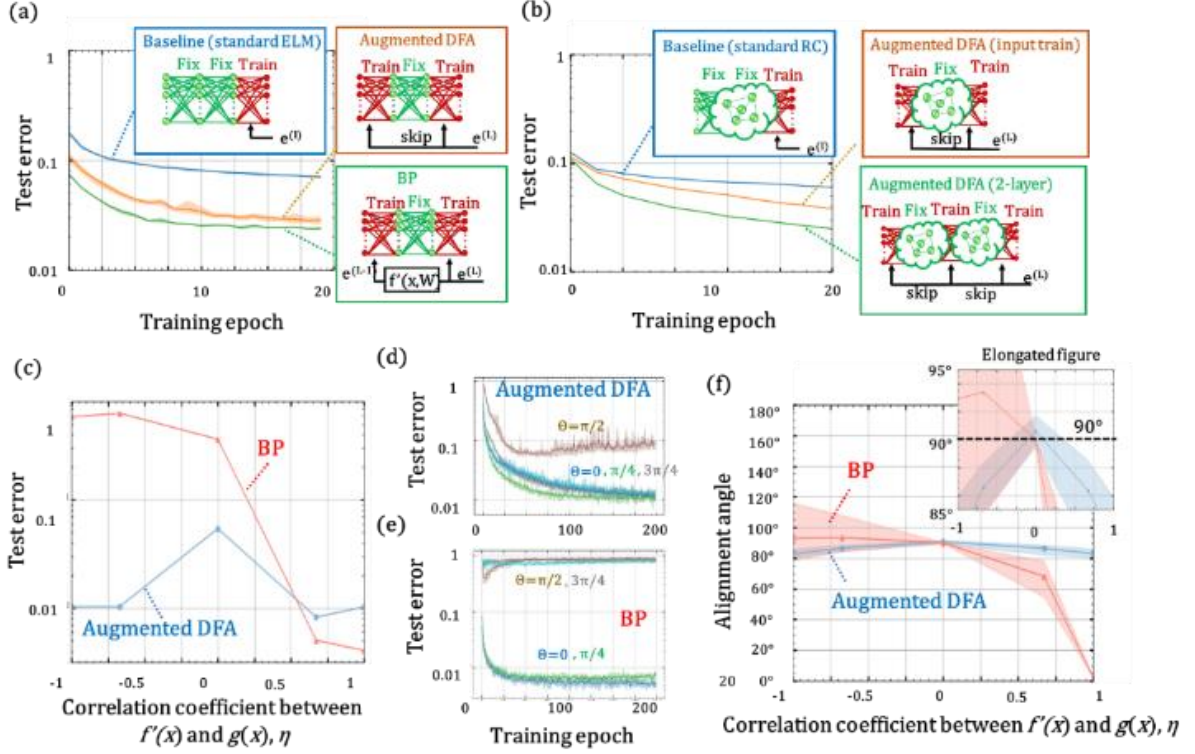 (a)
Baseline (standard ELM)
Fix Fix Train
e(l)
Augmented DFA
Train Fix Train
skip
e(L)
BP
Train Fix Train
e(L-1)
f'(x,W
e(L)
Test error
1
0.1
0.01
0
10
20
Training epoch
(b)
Baseline (standard RC)
Fix Fix Train
e(l)
Augmented DFA (input train)
Train Fix Train
skip
e(L)
Augmented DFA (2-layer)
Train Fix Train Fix Train
skip
skip
e(L)
Test error
1
0.1
0.01
0
10
20
Training epoch
(c)
Test error
1
0.1
0.01
BP
Augmented DFA
-1
-0.5
0
0.5
1
Correlation coefficient between
f'(x) and g(x), η
(d)
Test error
1
0.1
0.01
Augmented DFA
Θ=π/2
Θ=0, π/4, 3π/4
0
100
200
(e)
Test error
1
0.1
0.01
Θ=π/2, 3π/4
BP
Θ=0, π/4
0
100
200
Training epoch
(f)
Elongated figure
95°
90°
85°
90°
-1
0
1
Alignment angle
180°
160°
140°
120°
100°
80°
60°
40°
20°
0°
20
BP
Augmented DFA
-1
-0.5
0
0.5
1
Correlation coefficient between f'(x) and g(x), η